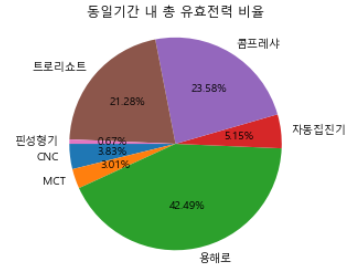 동일기간 내 총 유효전력 비율
콤프레샤
23.58%
트로리쇼트
21.28%
자동집진기
5.15%
핀성형기
0.67%
CNC
3.83%
MCT
3.01%
42.49%
용해로